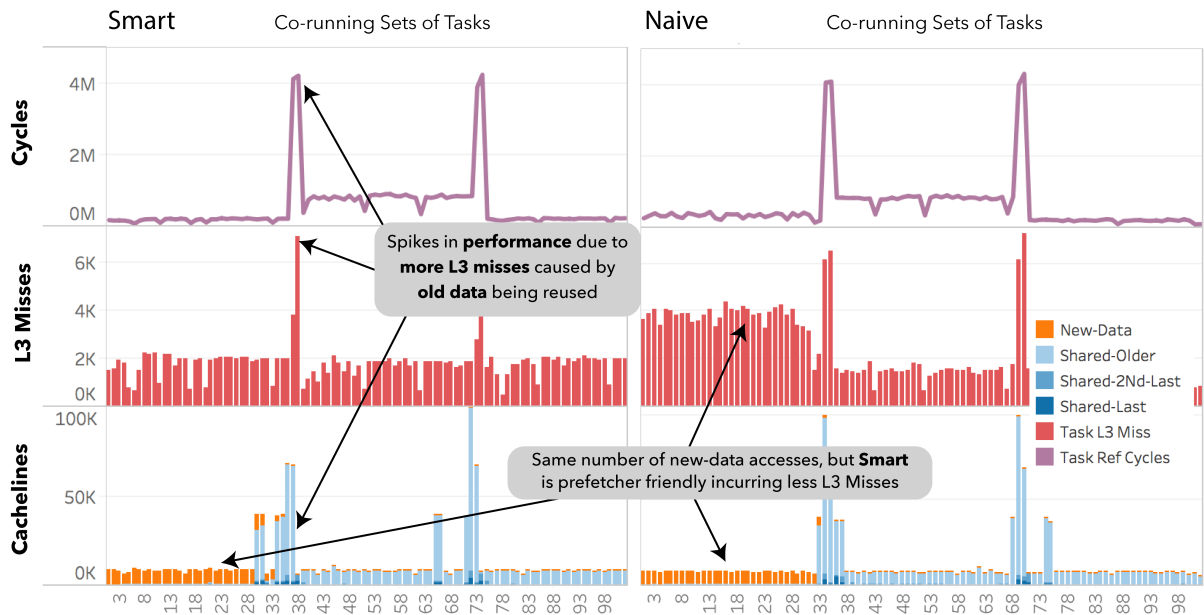 Smart
Co-running Sets of Tasks
Naive
Co-running Sets of Tasks
Cycles
4M
2M
0M
Spikes in performance due to
more L3 misses caused by
old data being reused
L3 Misses
6K
4K
2K
0K
New-Data
Shared-Older
Shared-2Nd-Last
Shared-Last
Task L3 Miss
Task Ref Cycles
Same number of new-data accesses, but Smart
is prefetcher friendly incurring less L3 Misses
Cachelines
100K
50K
0K
3 8 13 18 23 28 33 38 43 48 53 58 63 68 73 78 83 88 93 98
3 8 13 18 23 28 33 38 43 48 53 58 63 68 73 78 83 88 93 98